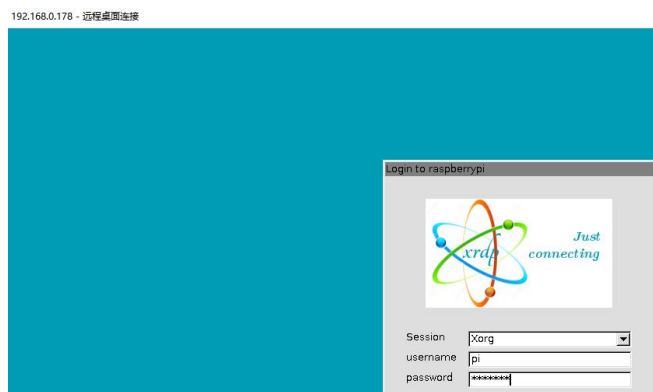 192.168.0.178 - 远程桌面连接
Login to raspberrypi
xrdp
Just
connecting
Session Xorg
username pi
password *******